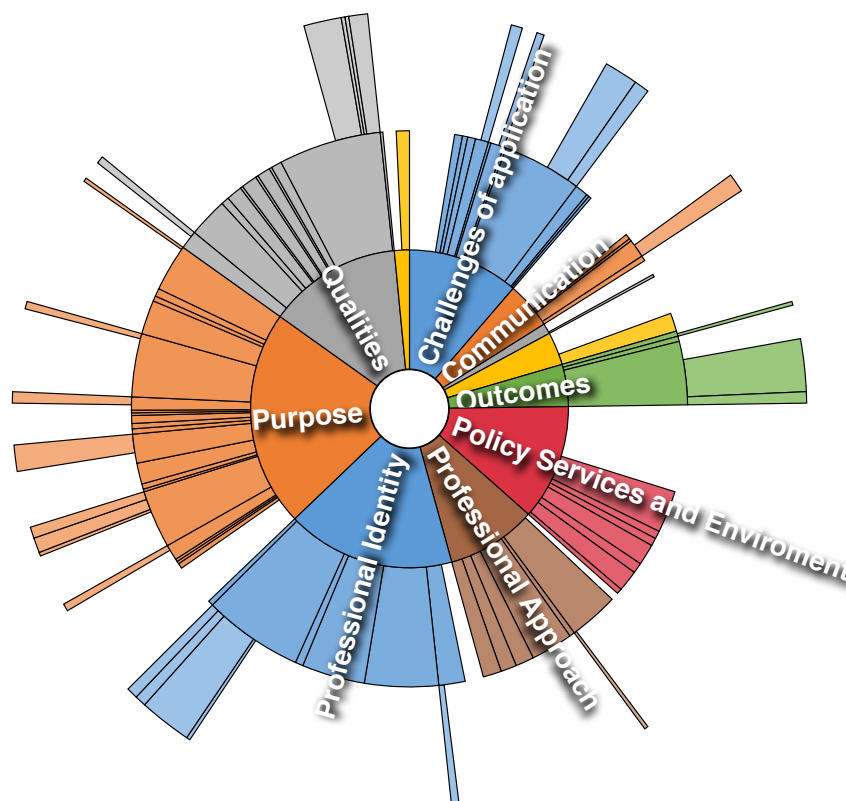 Challenges of application
Communication
Outcomes
Policy Services and Enviroment
Professional Approach
Professional Identity
Purpose
Qualities